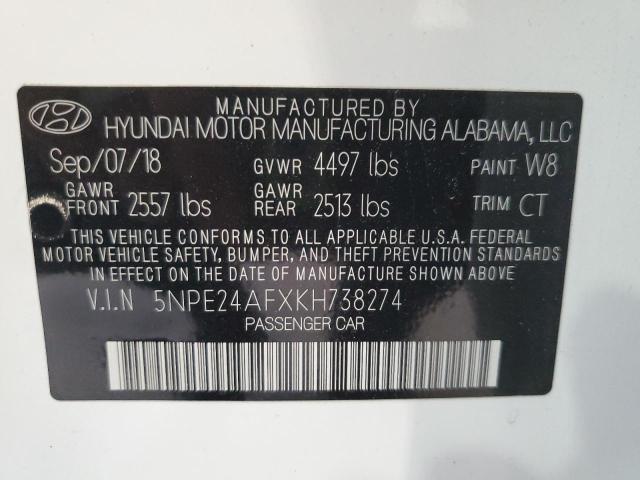 MANUFACTURED BY
HYUNDAI MOTOR MANUFACTURING ALABAMA, LLC
Sep/07/18 GVWR 4497 lbs PAINT W8
GAWR FRONT 2557 lbs GAWR REAR 2513 lbs TRIM CT
THIS VEHICLE CONFORMS TO ALL APPLICABLE U.S.A. FEDERAL
MOTOR VEHICLE SAFETY, BUMPER, AND THEFT PREVENTION STANDARDS
IN EFFECT ON THE DATE OF MANUFACTURE SHOWN ABOVE
V.I.N 5NPE24AFXKH738274
PASSENGER CAR